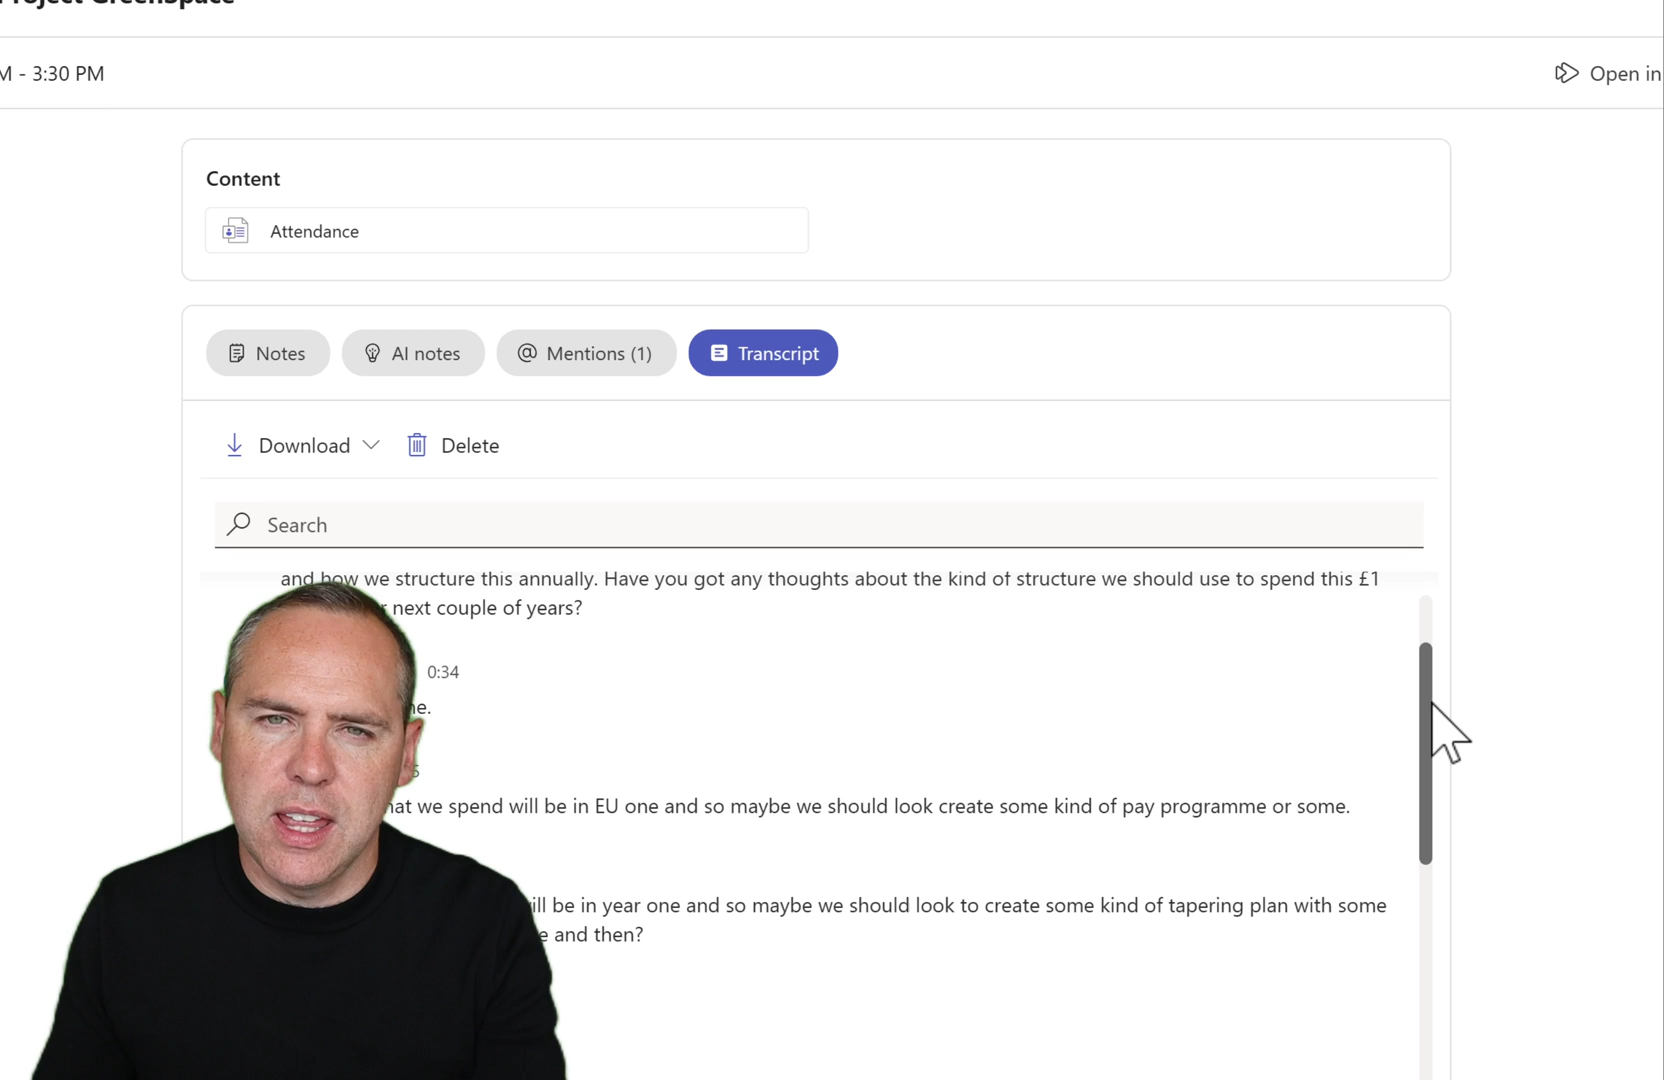 Project GreenSpace
M - 3:30 PM
Open in
Content
Attendance
Notes
AI notes
Mentions (1)
Transcript
Download
Delete
Search
and how we structure this annually. Have you got any thoughts about the kind of structure we should use to spend this £1
next couple of years?
0:34
we spend will be in EU one and so maybe we should look create some kind of pay programme or some.
be in year one and so maybe we should look to create some kind of tapering plan with some
and then?